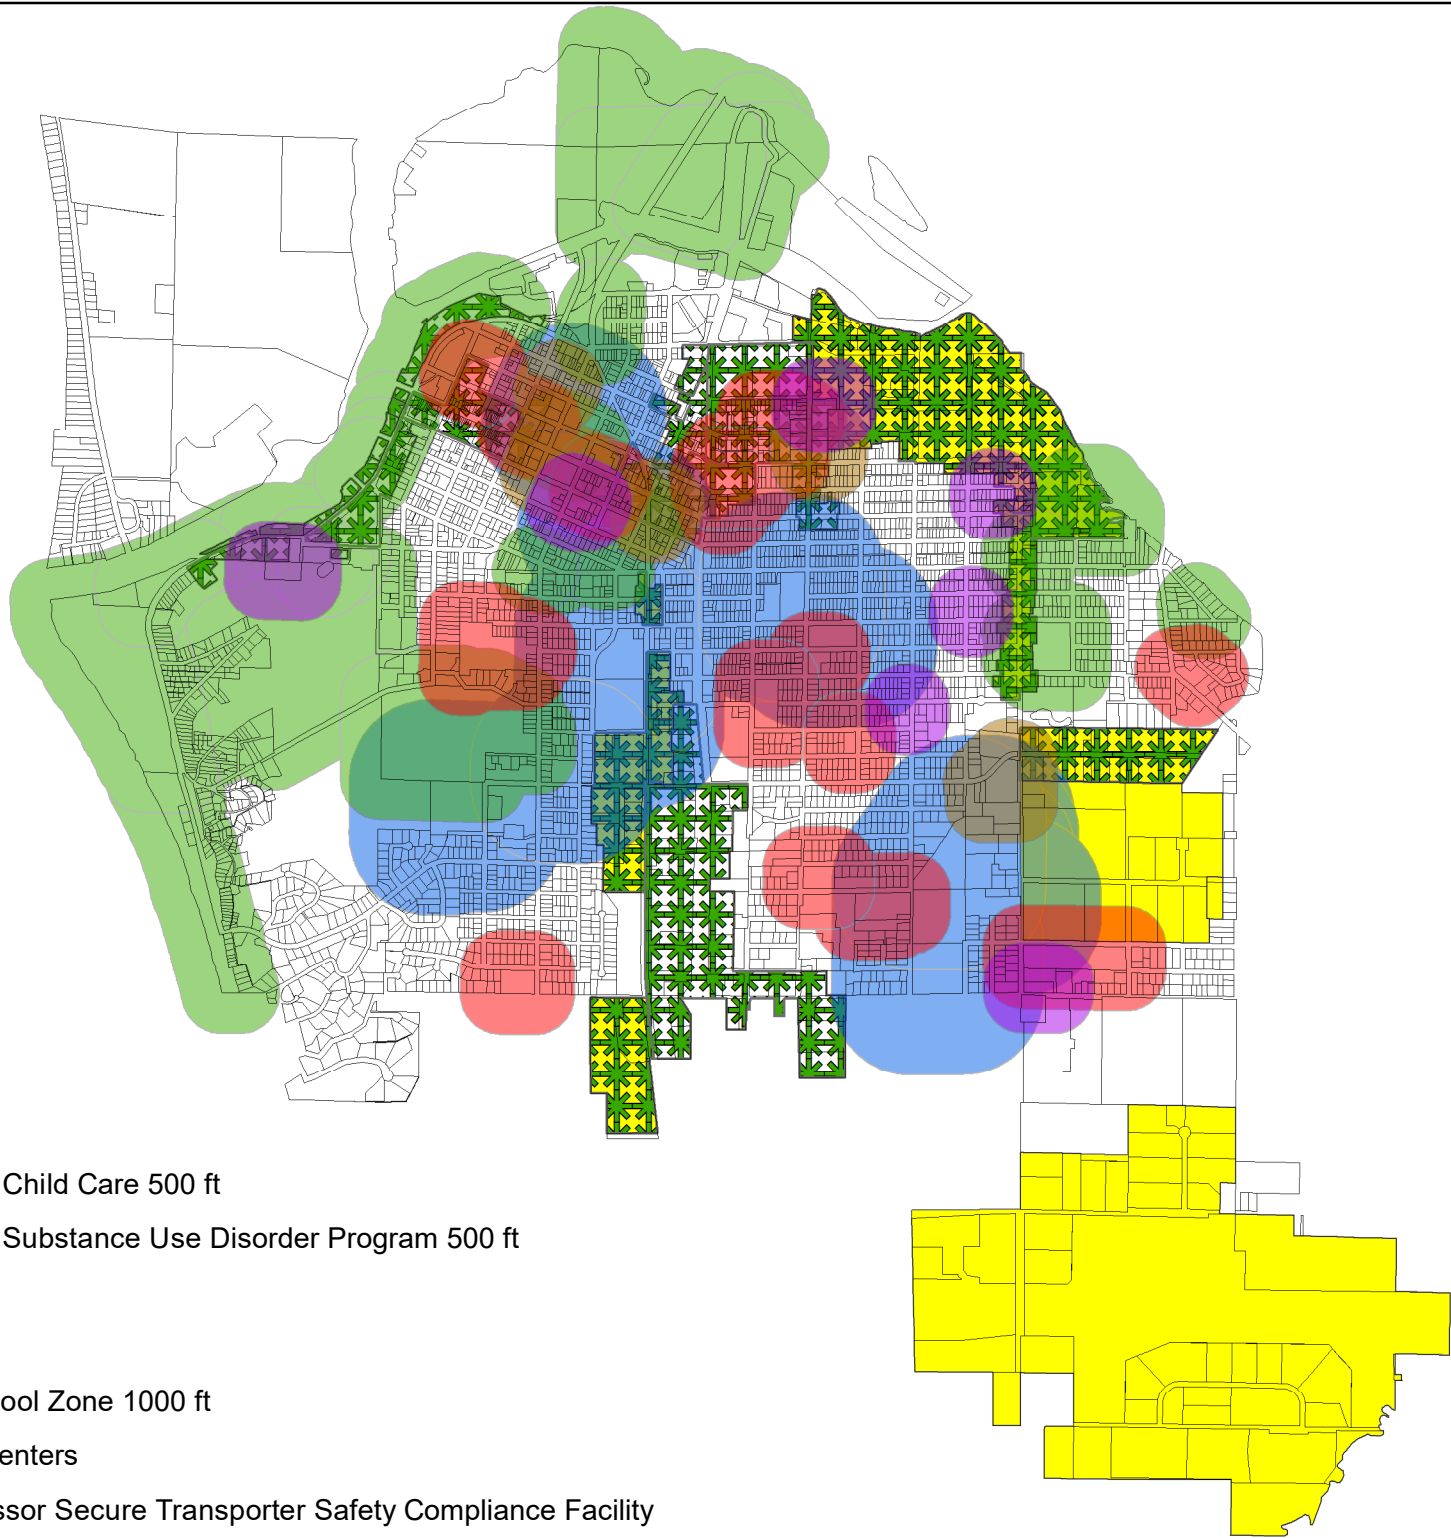 Child Care 500 ft
Substance Use Disorder Program 500 ft
ool Zone 1000 ft
enters
ssor Secure Transporter Safety Compliance Facility